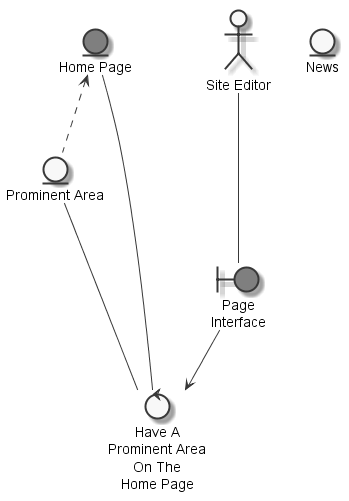 Home Page
Site Editor
News
Prominent Area
Page
Interface
Have A
Prominent Area
On The
Home Page